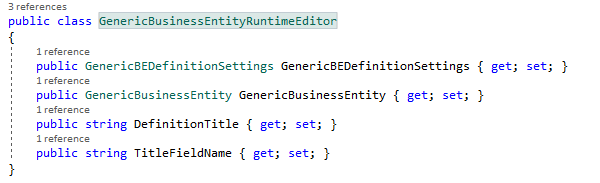 3 references
public class GenericBusinessEntityRuntimeEditor
{
1 reference
public GenericBEDefinitionSettings GenericBEDefinitionSettings { get; set; }
1 reference
public GenericBusinessEntity GenericBusinessEntity { get; set; }
1 reference
public string DefinitionTitle { get; set; }
1 reference
public string TitleFieldName { get; set; }
}